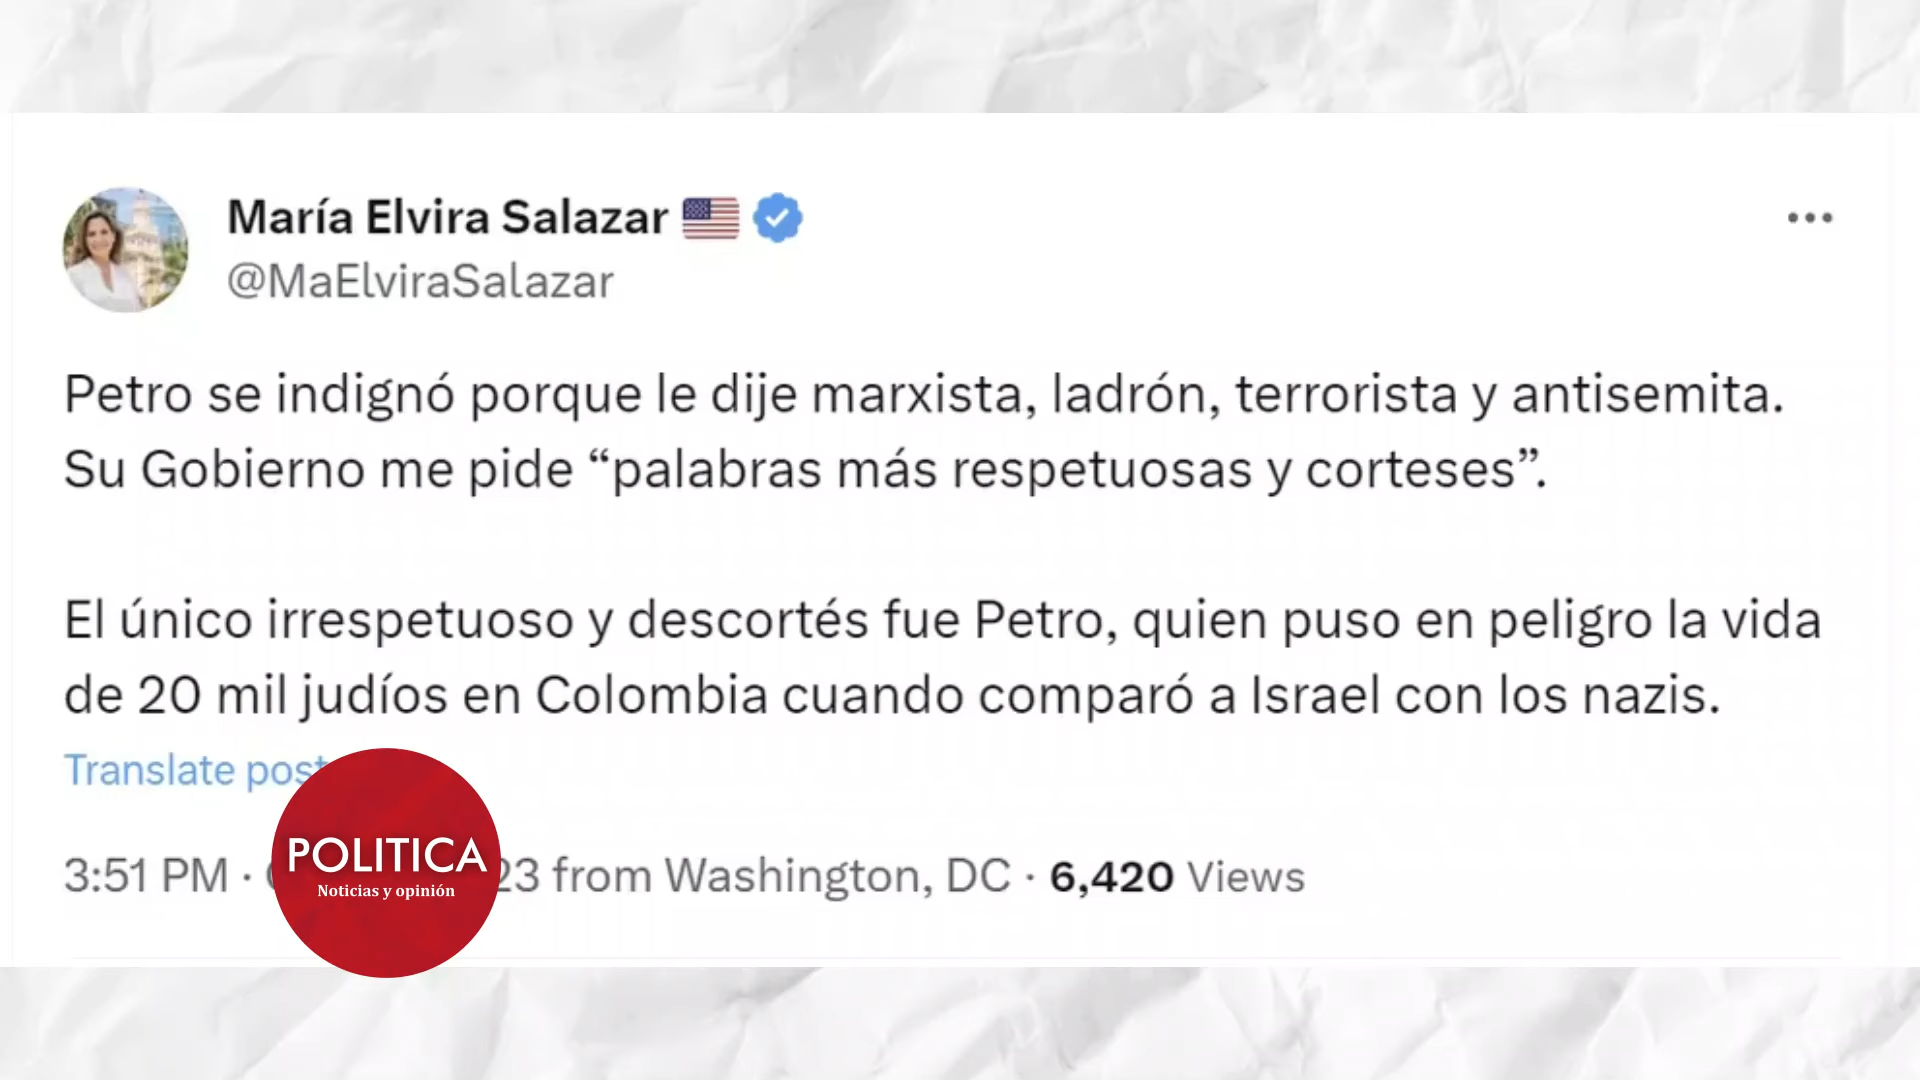 María Elvira Salazar
@MaElviraSalazar
Petro se indignó porque le dije marxista, ladrón, terrorista y antisemita.
Su Gobierno me pide “palabras más respetuosas y corteses”.
El único irrespetuoso y descortés fue Petro, quien puso en peligro la vida
de 20 mil judíos en Colombia cuando comparó a Israel con los nazis.
Translate post
3:51 PM · 23 from Washington, DC · 6,420 Views
POLITICA
Noticias y opinión